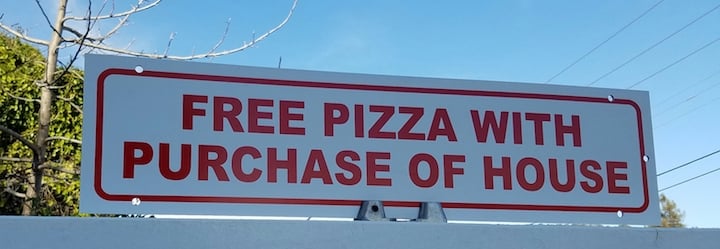 FREE PIZZA WITH
PURCHASE OF HOUSE